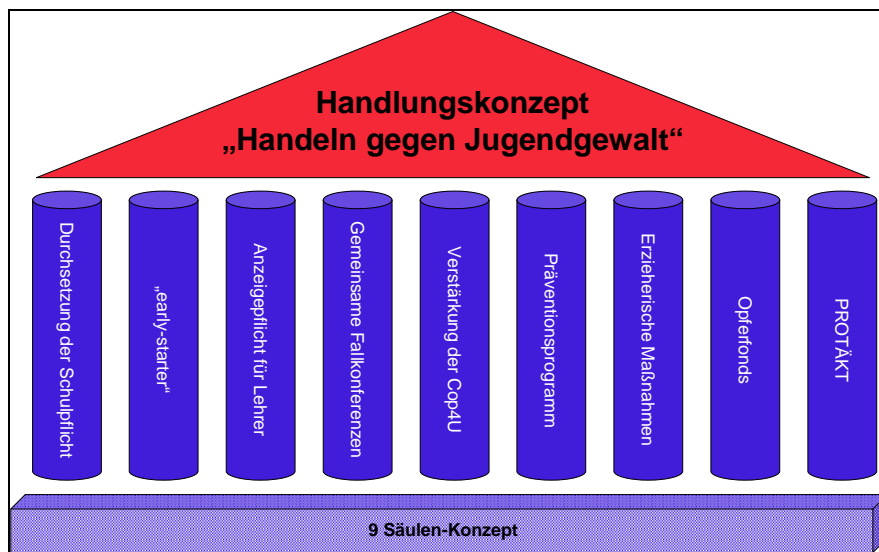 Handlungskonzept
„Handeln gegen Jugendgewalt“
Durchsetzung der Schulpflicht
„early-starter“
Anzeigepflicht für Lehrer
Gemeinsame Fallkonferenzen
Verstärkung der Cop4U
Präventionsprogramm
Erzieherische Maßnahmen
Opferfonds
PROTÄKT
9 Säulen-Konzept